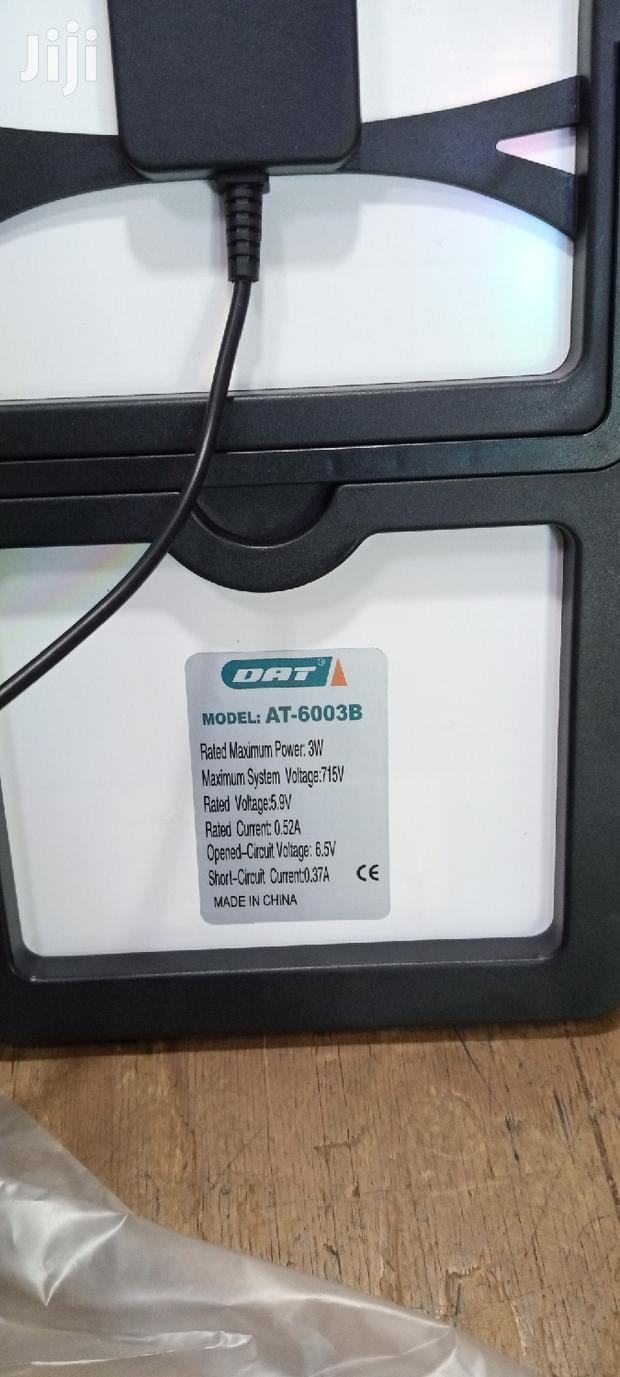 Jiji
DAT®
MODEL: AT-6003B
Rated Maximum Power: 3W
Maximum System Voltage:715V
Rated Voltage:5.9V
Rated Current: 0.52A
Opened-Circuit Voltage: 6.5V
Short-Circuit Current:0.37A CE
MADE IN CHINA